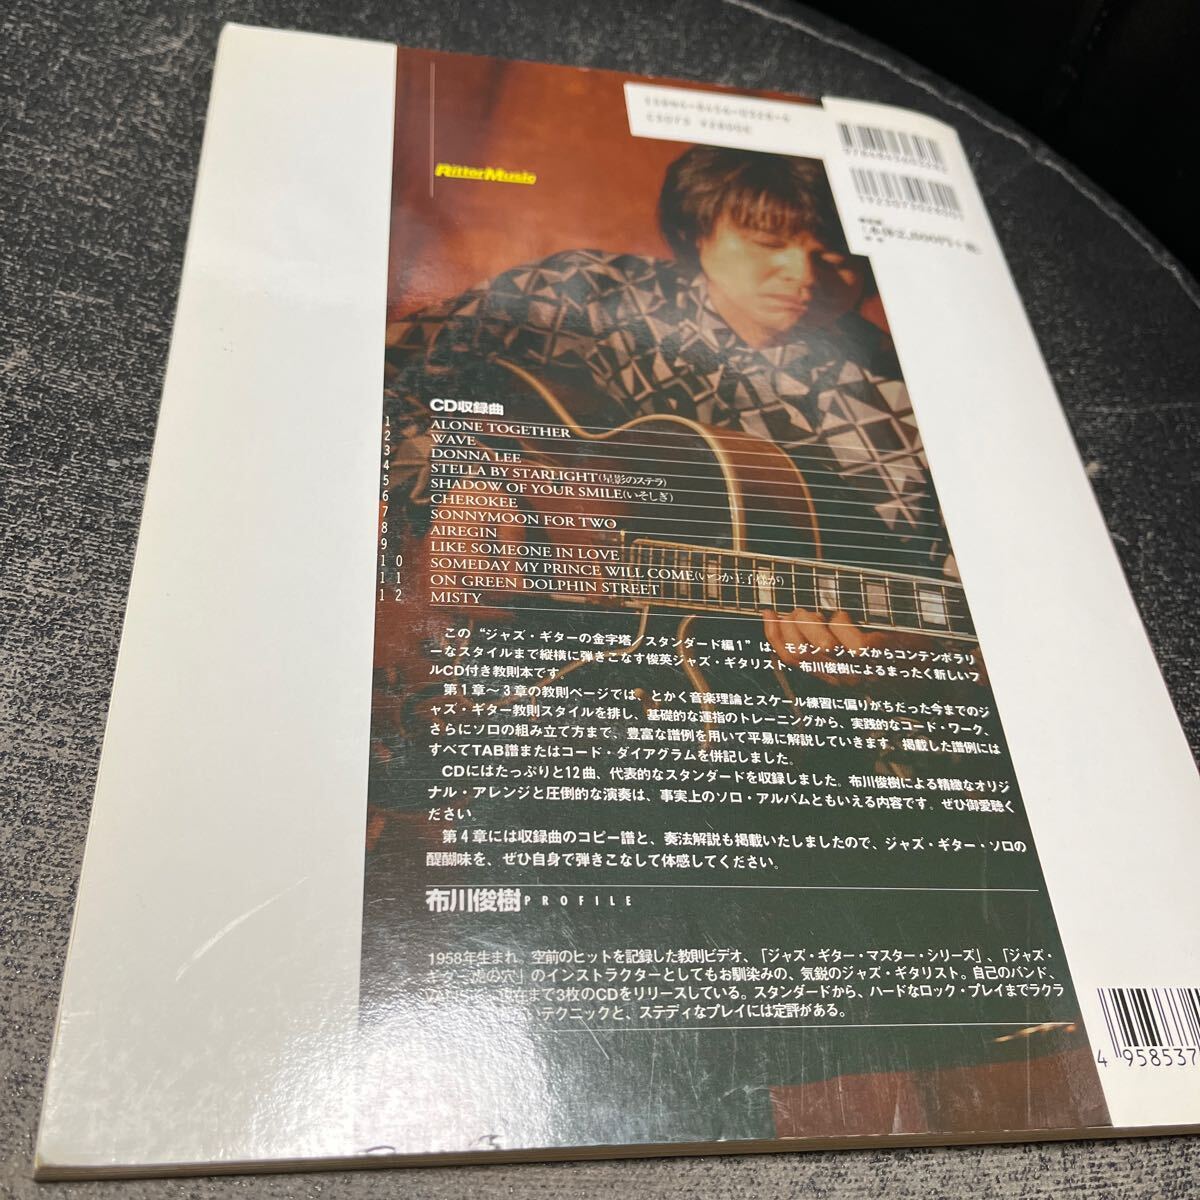 RittorMusic
CD収録曲
1 ALONE TOGETHER
2 WAVE
3 DONNA LEE
4 STELLA BY STARLIGHT(星影のステラ)
5 SHADOW OF YOUR SMILE(いそしぎ)
6 CHEROKEE
7 SONNYMOON FOR TWO
8 AIREGIN
9 LIKE SOMEONE IN LOVE
10 SOMEDAY MY PRINCE WILL COME(いつか王子様が)
11 ON GREEN DOLPHIN STREET
12 MISTY
この“ジャズ・ギターの金字塔／スタンダード編1”は、モダン・ジャズからコンテンポラリ
ーなスタイルまで縦横に弾きこなす俊英ジャズ・ギタリスト、布川俊樹によるまったく新しいフ
ルCD付き教則本です。
第1章〜3章の教則ページでは、とかく音楽理論とスケール練習に偏りがちだった今までのジ
ャズ・ギター教則スタイルを排し、基礎的な運指のトレーニングから、実践的なコード・ワーク、
さらにソロの組み立て方まで、豊富な譜例を用いて平易に解説していきます。掲載した譜例には
すべてTAB譜またはコード・ダイアグラムを併記しました。
CDにはたっぷりと12曲、代表的なスタンダードを収録しました。布川俊樹による精緻なオリジ
ナル・アレンジと圧倒的な演奏は、事実上のソロ・アルバムともいえる内容です。ぜひ御愛聴く
ださい。
第4章には収録曲のコピー譜と、奏法解説も掲載いたしましたので、ジャズ・ギター・ソロの
醍醐味を、ぜひ自身で弾きこなして体感してください。
布川俊樹 PROFILE
1958年生まれ。空前のヒットを記録した教則ビデオ、「ジャズ・ギター・マスター・シリーズ」、「ジャズ・
ギター虎の穴」のインストラクターとしてもお馴染みの、気鋭のジャズ・ギタリスト。自己のバンド、
現在まで3枚のCDをリリースしている。スタンダードから、ハードなロック・プレイまでラクラ
テクニックと、ステディなプレイには定評がある。
4 958537